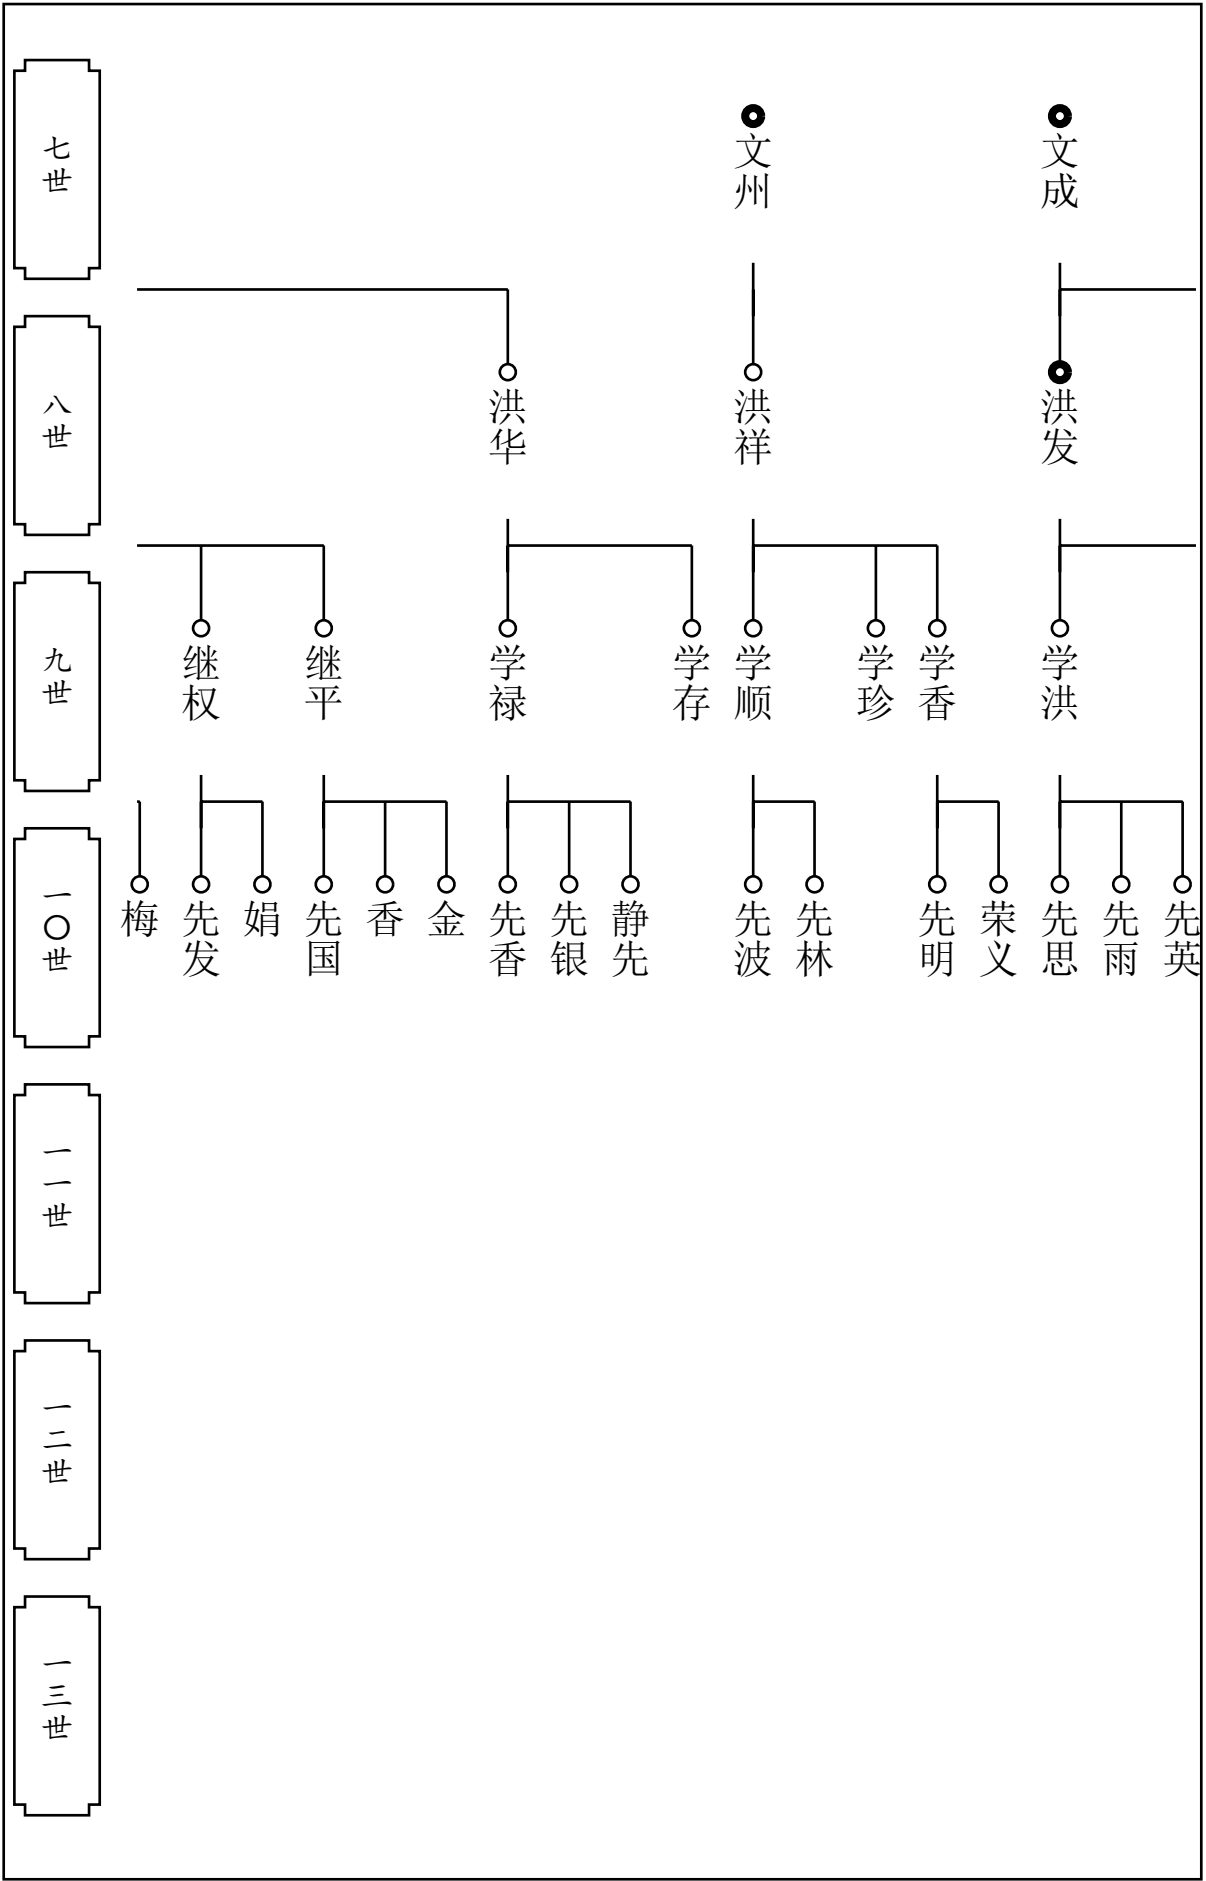 七世
文成
文州
八世
洪发
洪祥
洪华
九世
学洪
学香
学珍
学顺
学存
学禄
继平
继权
一〇世
先英
先雨
先思
荣义
先明
先林
先波
静先
先银
先香
金
香
先国
娟
先发
梅
一一世
一二世
一三世